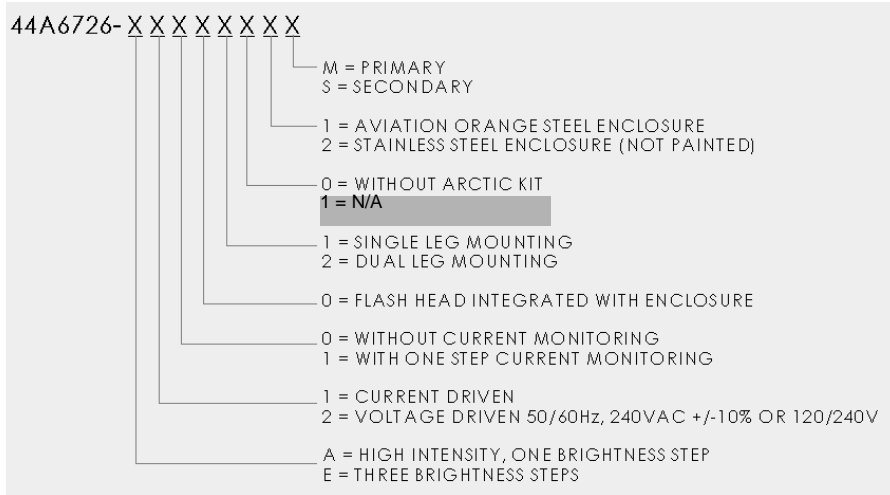 44A6726- X X X X X X X X
M = PRIMARY
S = SECONDARY
1 = AVIATION ORANGE STEEL ENCLOSURE
2 = STAINLESS STEEL ENCLOSURE (NOT PAINTED)
0 = WITHOUT ARCTIC KIT
1 = N/A
1 = SINGLE LEG MOUNTING
2 = DUAL LEG MOUNTING
0 = FLASH HEAD INTEGRATED WITH ENCLOSURE
0 = WITHOUT CURRENT MONITORING
1 = WITH ONE STEP CURRENT MONITORING
1 = CURRENT DRIVEN
2 = VOLTAGE DRIVEN 50/60Hz, 240VAC +/-10% OR 120/240V
A = HIGH INTENSITY, ONE BRIGHTNESS STEP
E = THREE BRIGHTNESS STEPS